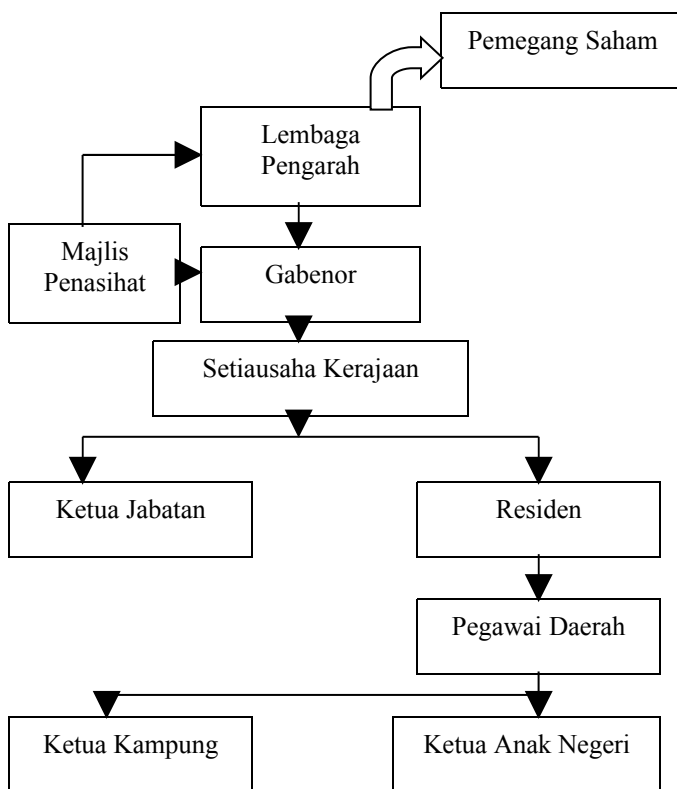 Pemegang Saham
Lembaga
Pengarah
Majlis
Penasihat
Gabenor
Setiausaha Kerajaan
Ketua Jabatan
Residen
Pegawai Daerah
Ketua Kampung
Ketua Anak Negeri